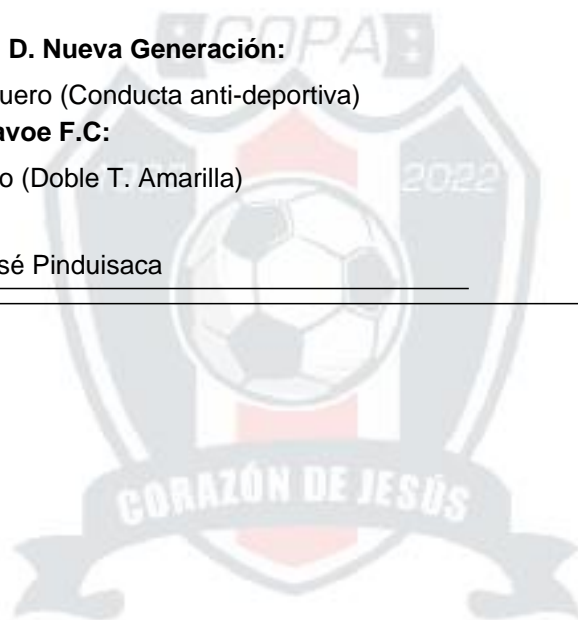 COPA
D. Nueva Generación:
uero (Conducta anti-deportiva)
avoe F.C:
o (Doble T. Amarilla)
2022
sé Pinduisaca
CORAZÓN DE JESÚS